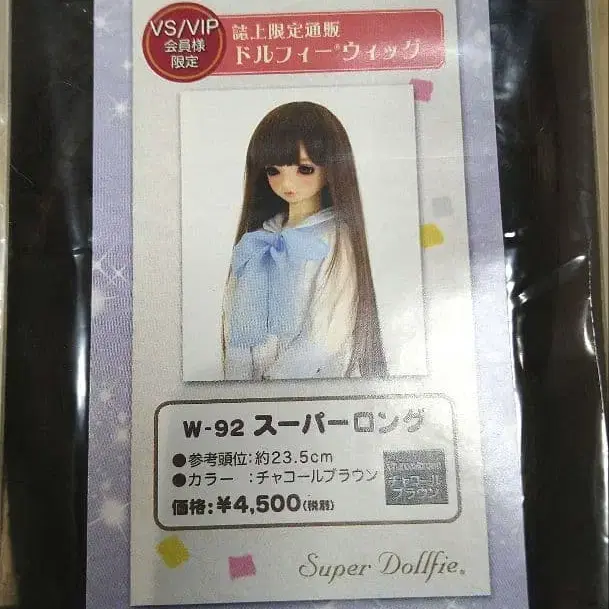 VS/VIP
会員様
限定
誌上限定通販
ドルフィー®ウィッグ
W-92 スーパーロング
●参考頭位:約23.5cm
●カラー :チャコールブラウン
チャコール
ブラウン
価格:¥4,500(税別)
Super Dollfie®